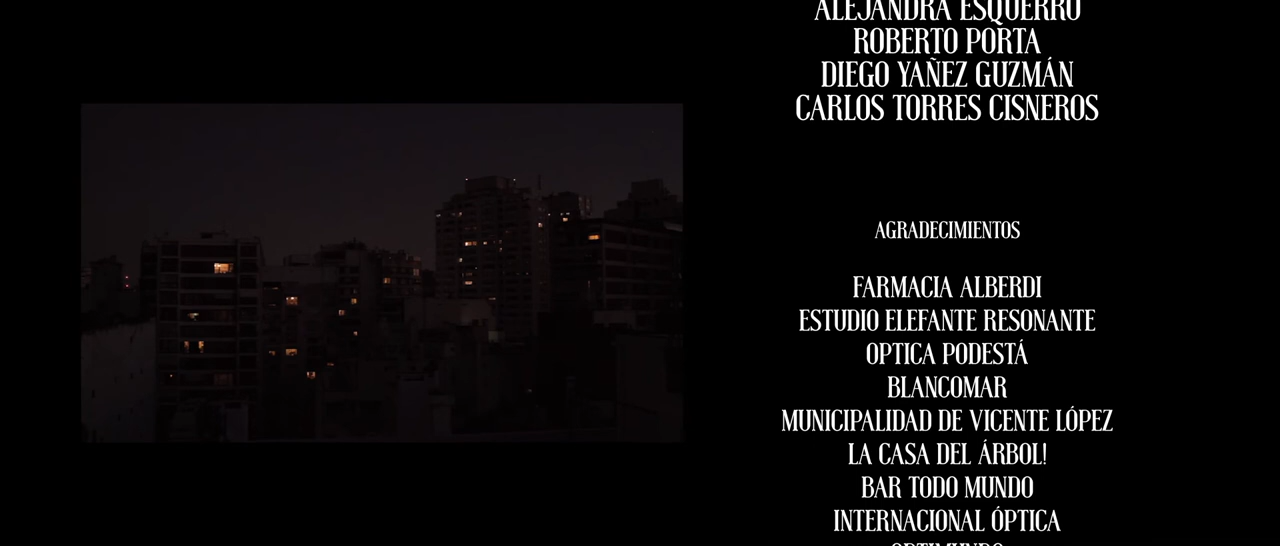 ALEJANDRA ESQUERRO
ROBERTO PORTA
DIEGO YAÑEZ GUZMÁN
CARLOS TORRES CISNEROS
AGRADECIMIENTOS
FARMACIA ALBERDI
ESTUDIO ELEFANTE RESONANTE
OPTICA PODESTÁ
BLANCOMAR
MUNICIPALIDAD DE VICENTE LÓPEZ
LA CASA DEL ÁRBOL!
BAR TODO MUNDO
INTERNACIONAL ÓPTICA